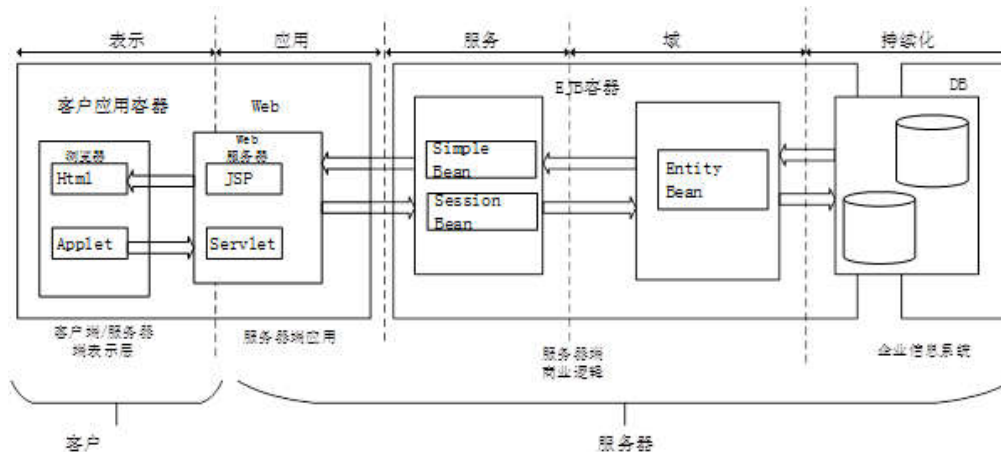 表示
应用
服务
域
持续化
客户应用容器
Web
EJB容器
DB
浏览器
Html
Applet
Web
服务器
JSP
Servlet
Simple
Bean
Session
Bean
Entity
Bean
客户端/服务器
端表示层
服务器端应用
服务器端
商业逻辑
企业信息系统
客户
服务器